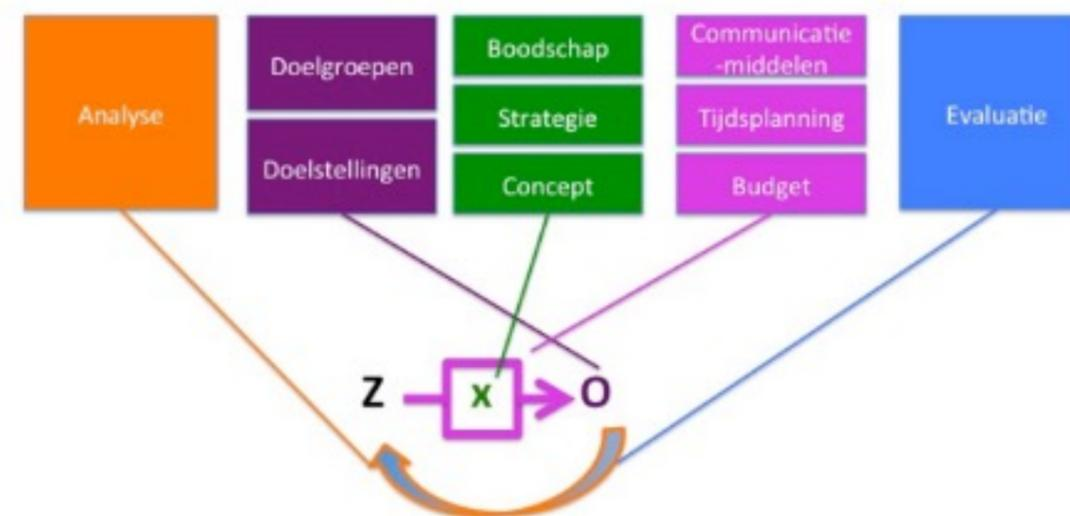 Analyse
Doelgroepen
Doelstellingen
Boodschap
Strategie
Concept
Communicatie
-middelen
Tijdsplanning
Budget
Evaluatie
Z
x
O